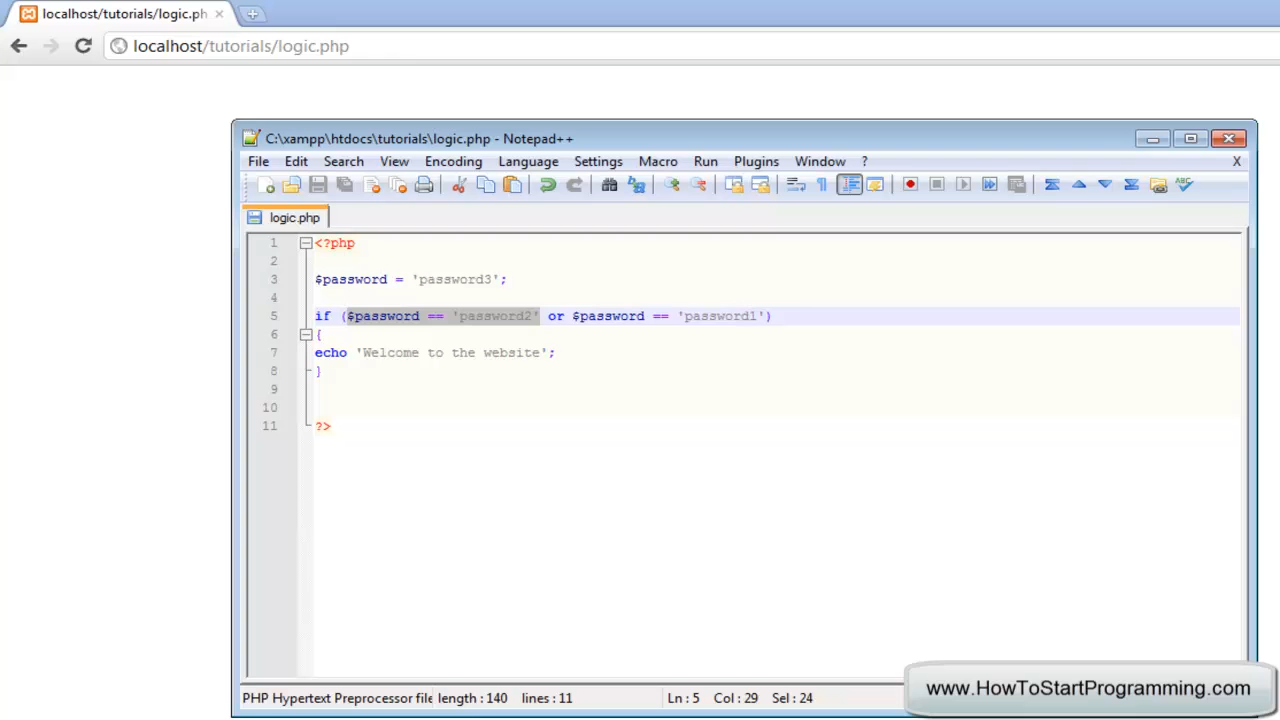 localhost/tutorials/logic.ph
localhost/tutorials/logic.php
C:\xampp\htdocs\tutorials\logic.php - Notepad++
File Edit Search View Encoding Language Settings Macro Run Plugins Window ? X
logic.php
1 <?php
2
3 $password = 'password3';
4
5 if ($password == 'password2' or $password == 'password1')
6 {
7 echo 'Welcome to the website';
8 }
9
10
11 ?>
PHP Hypertext Preprocessor file length : 140 lines : 11 Ln : 5 Col : 29 Sel : 24
www.HowToStartProgramming.com